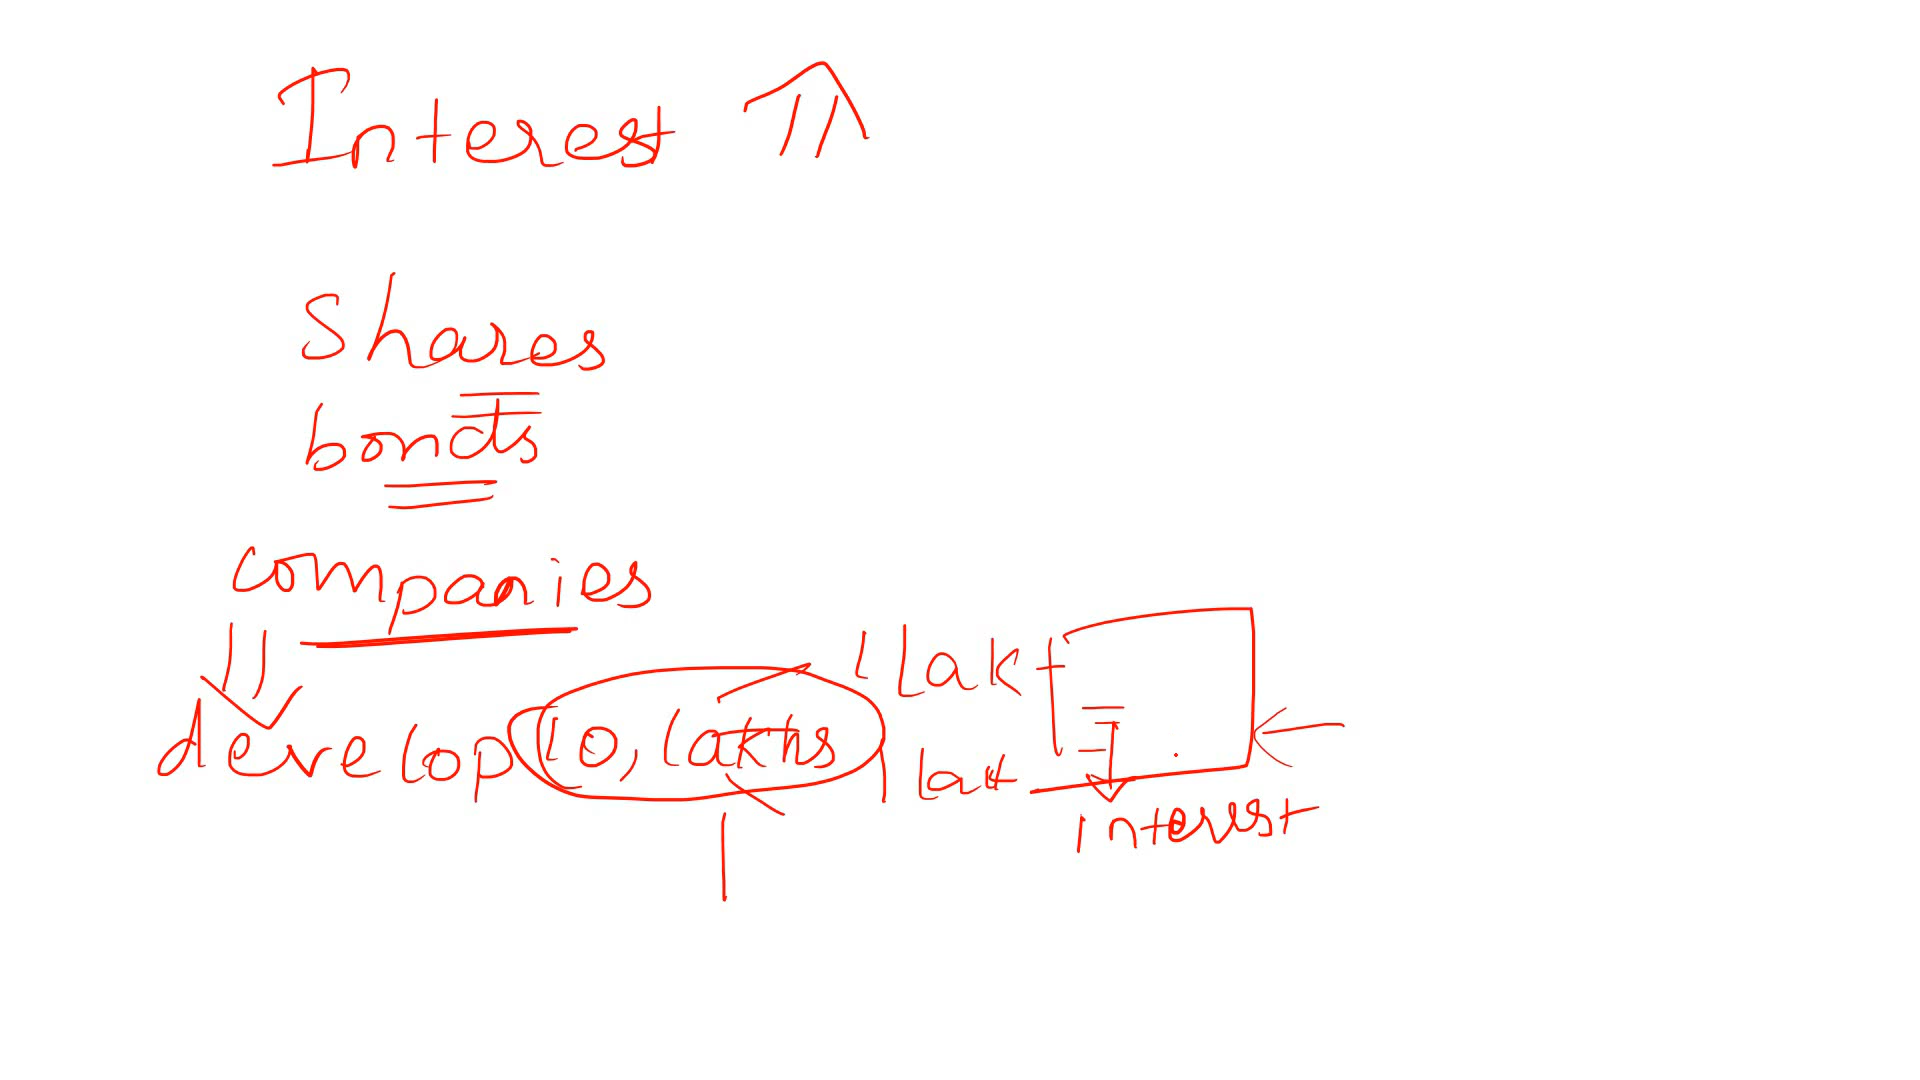 Interest
Shares
bonds
companies
develop 10, lakhs
1 Lakh
1 lak
interest